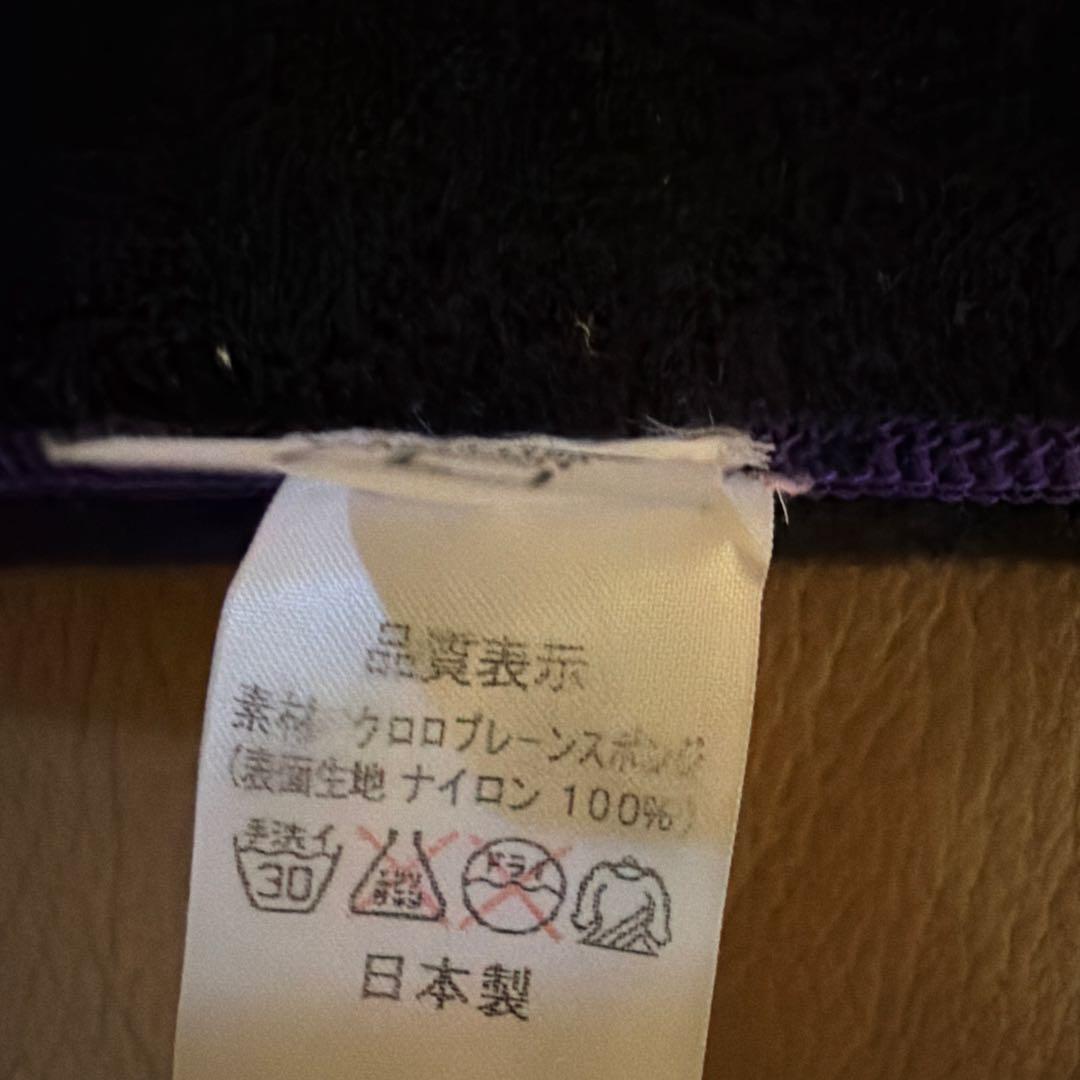 品質表示
素材 クロロプレーンスポンジ
(表面生地 ナイロン 100%)
手洗イ
30
ドライ
日本製